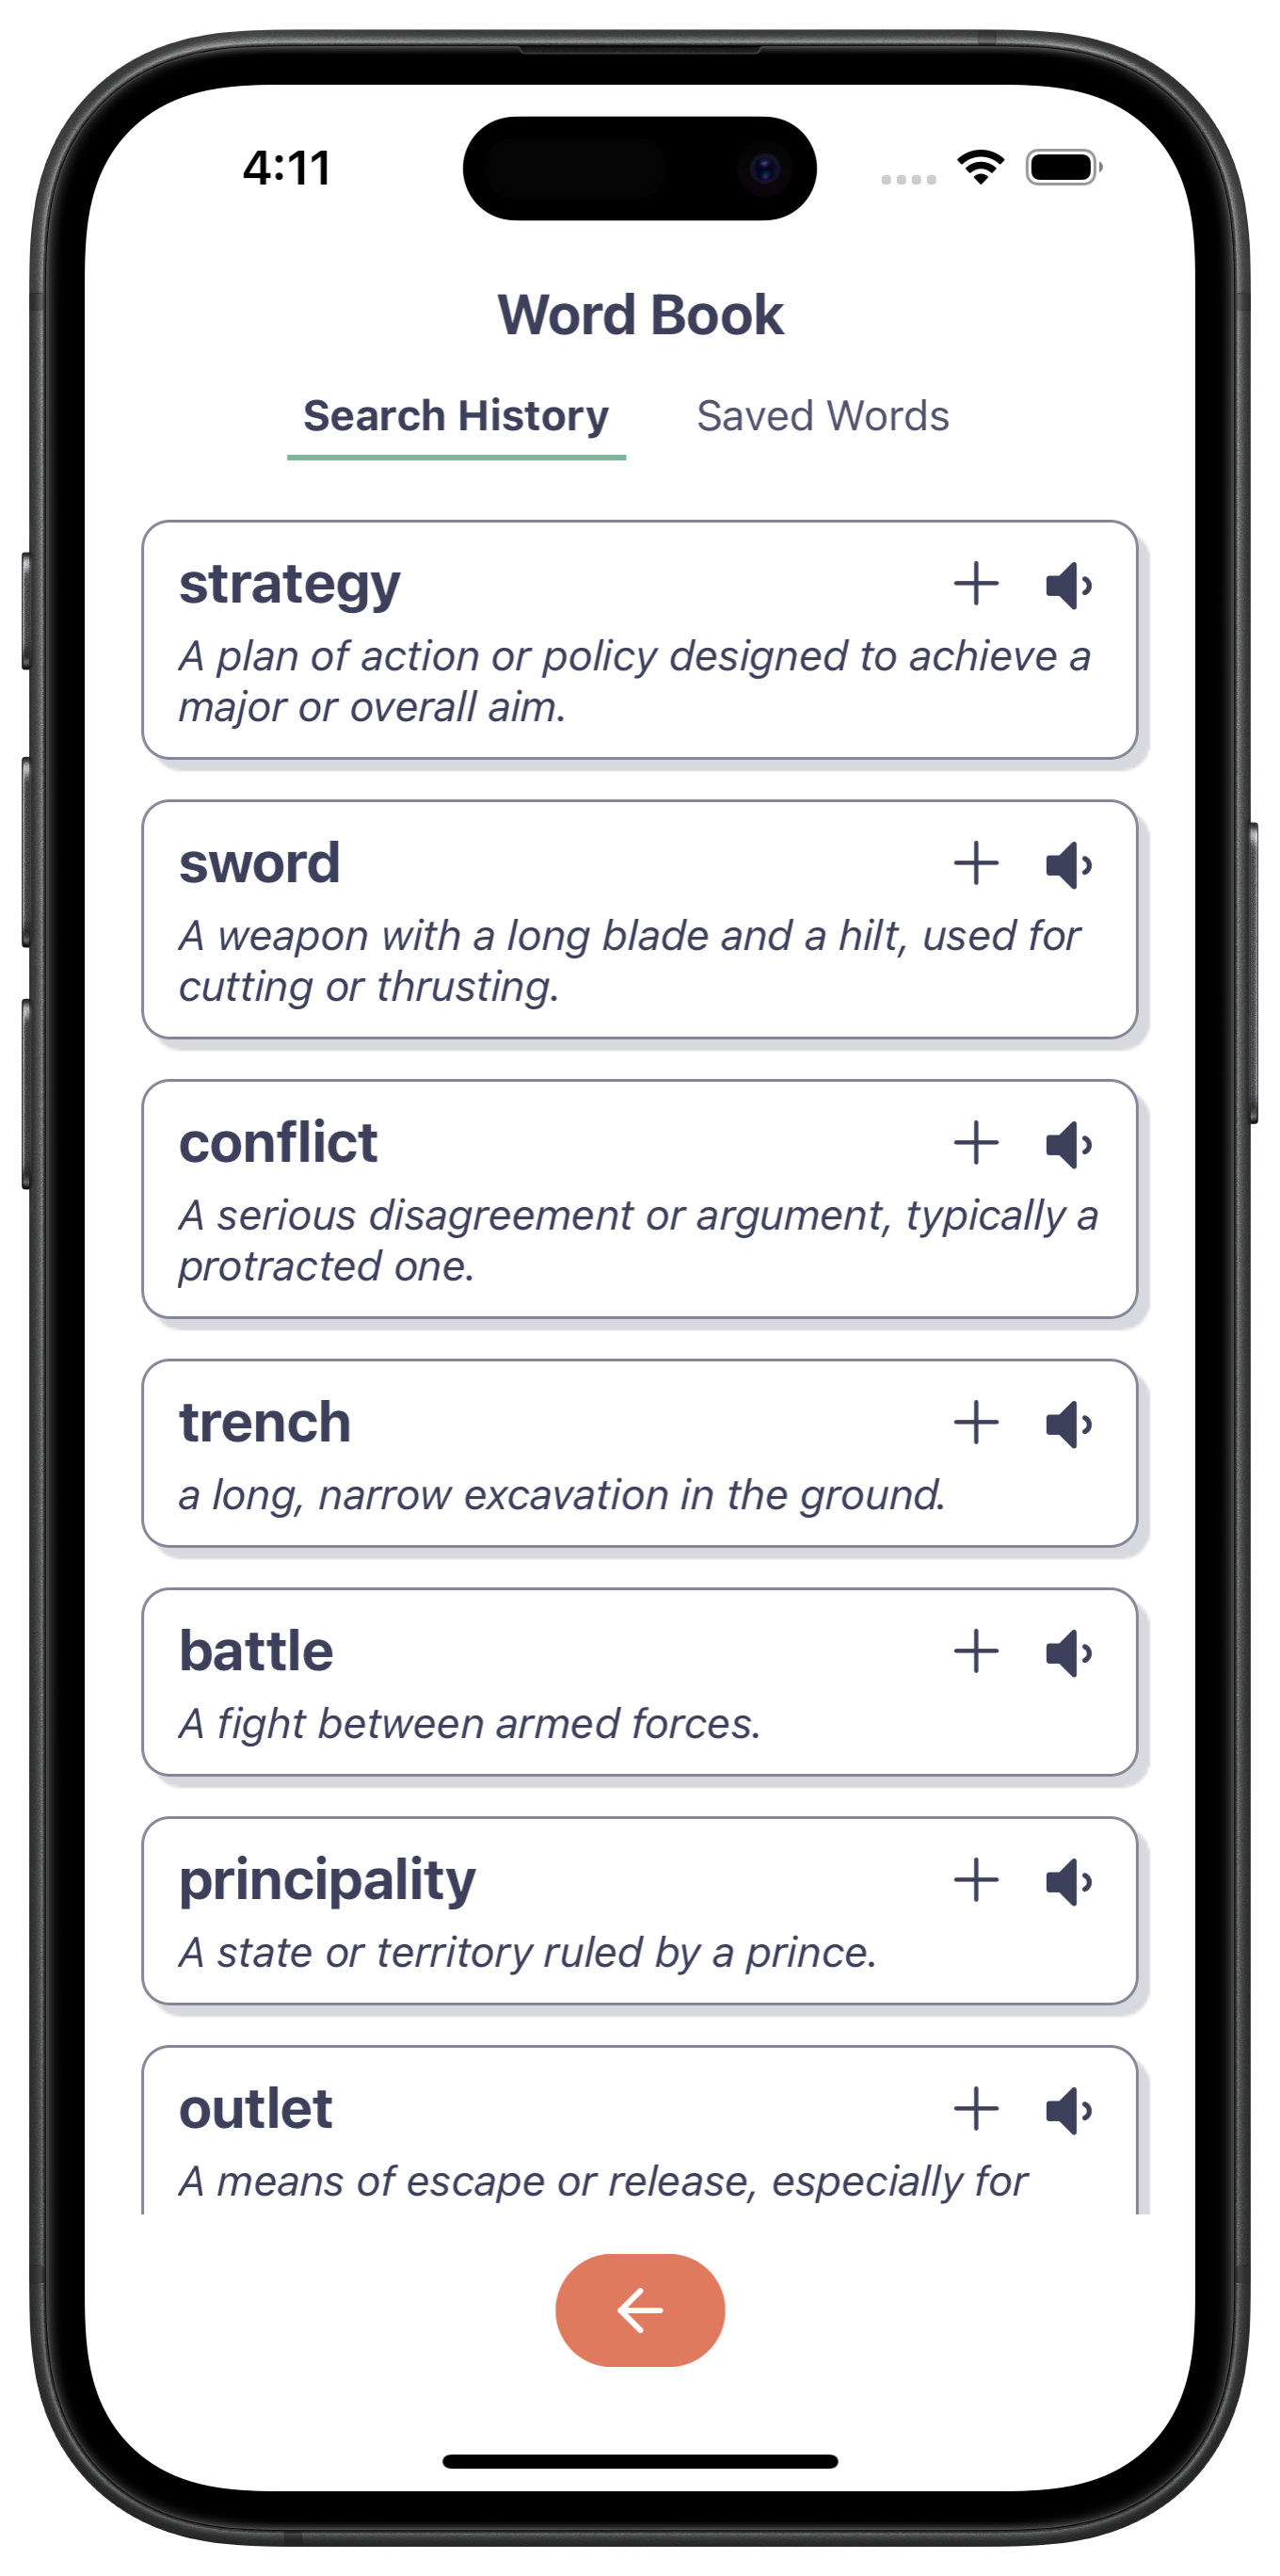 4:11
Word Book
Search History Saved Words
strategy
A plan of action or policy designed to achieve a
major or overall aim.
sword
A weapon with a long blade and a hilt, used for
cutting or thrusting.
conflict
A serious disagreement or argument, typically a
protracted one.
trench
a long, narrow excavation in the ground.
battle
A fight between armed forces.
principality
A state or territory ruled by a prince.
outlet
A means of escape or release, especially for